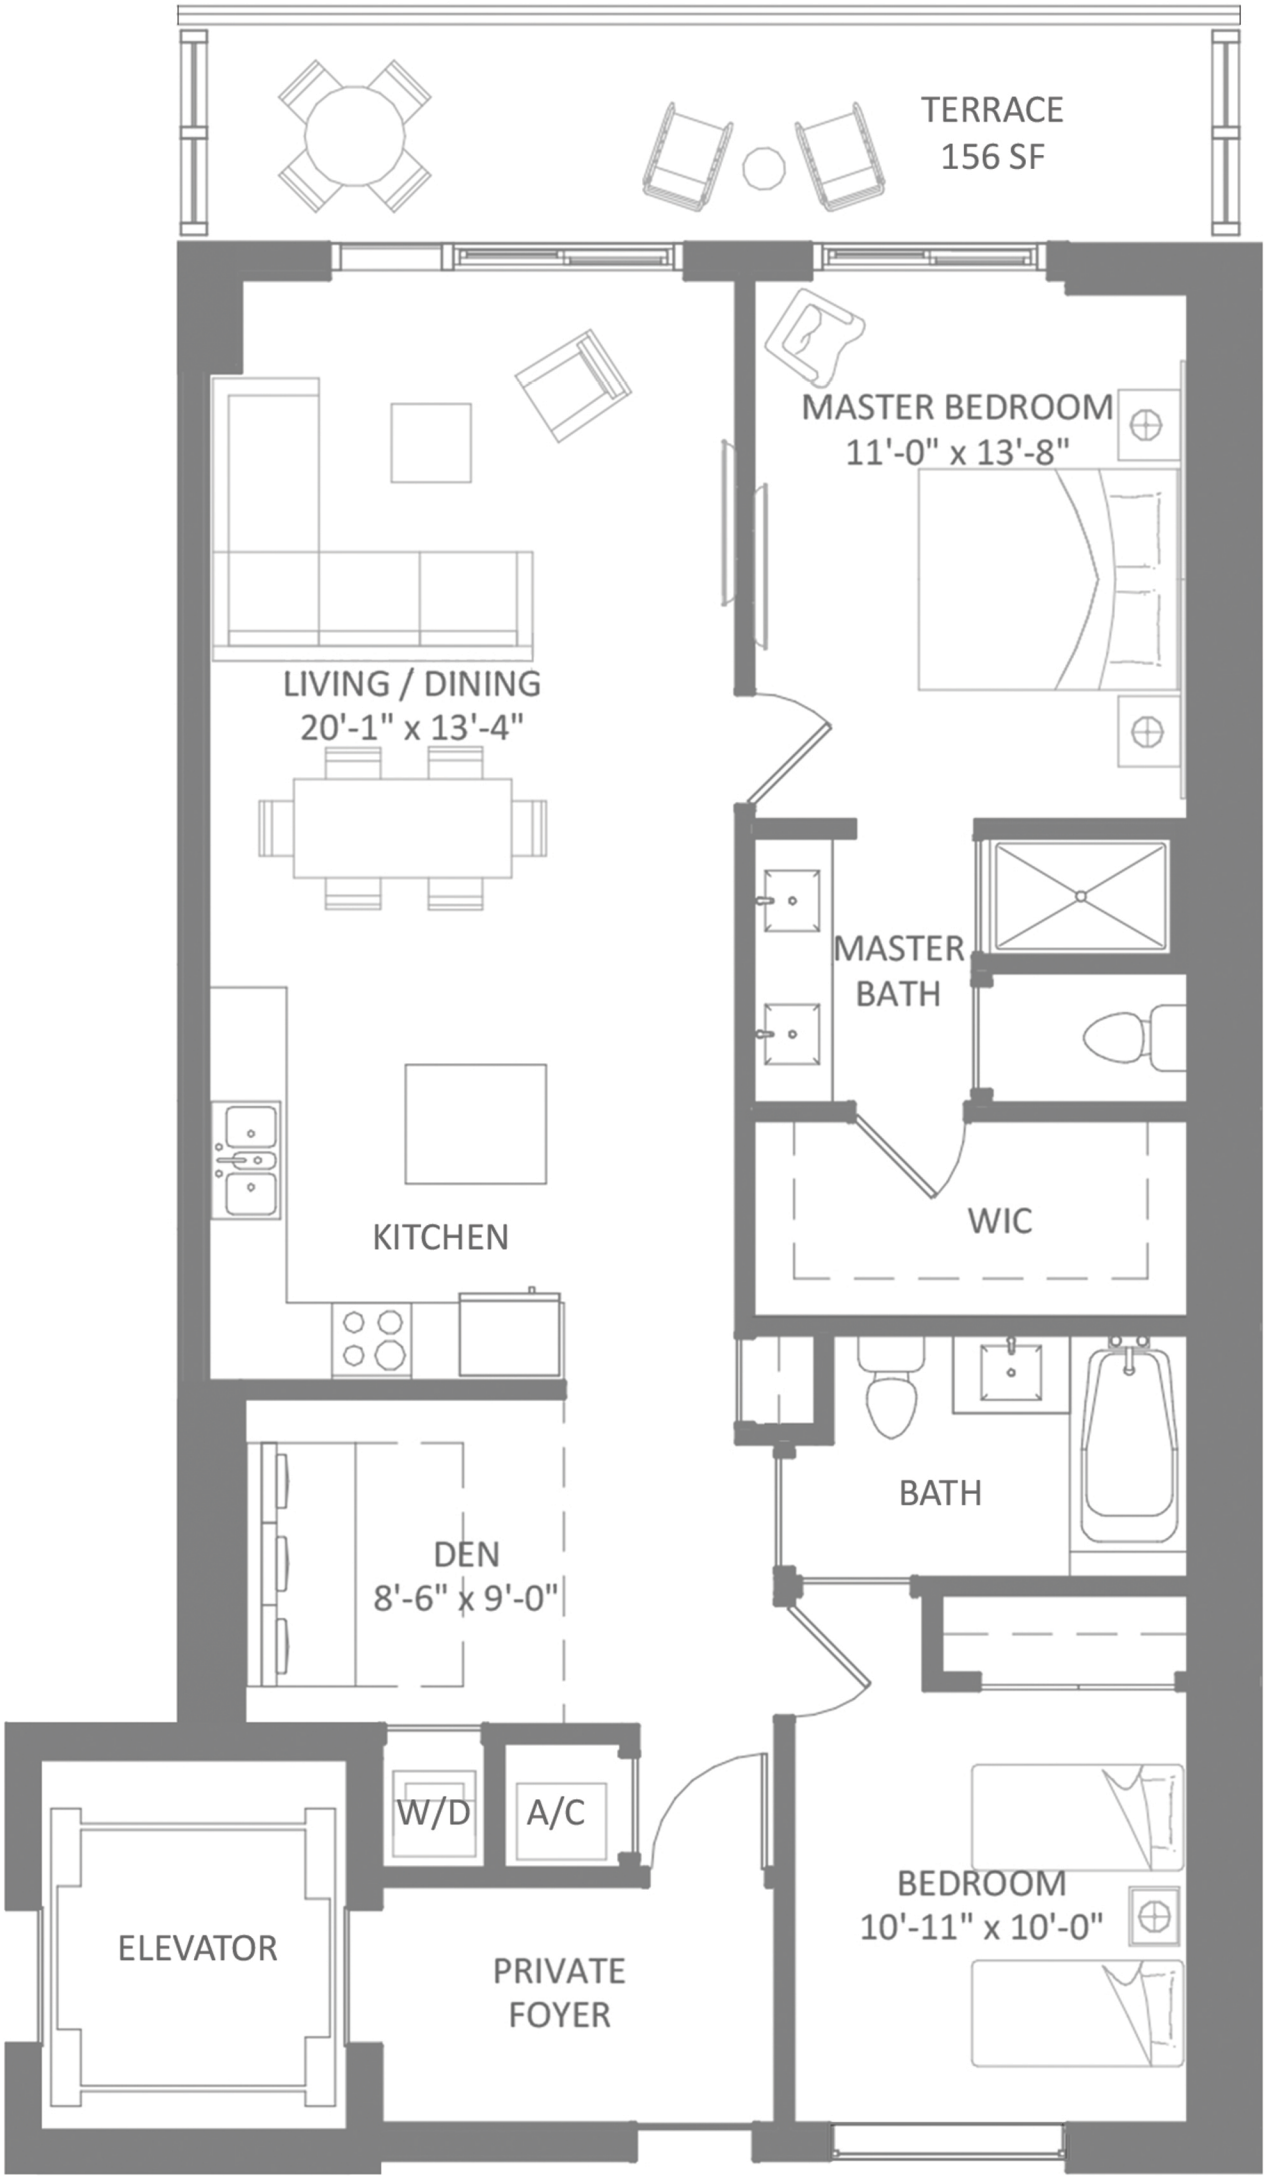 TERRACE
156 SF
MASTER BEDROOM
11'-0" x 13'-8"
LIVING / DINING
20'-1" x 13'-4"
MASTER
BATH
WIC
KITCHEN
BATH
DEN
8'-6" x 9'-0"
W/D
A/C
BEDROOM
10'-11" x 10'-0"
ELEVATOR
PRIVATE
FOYER